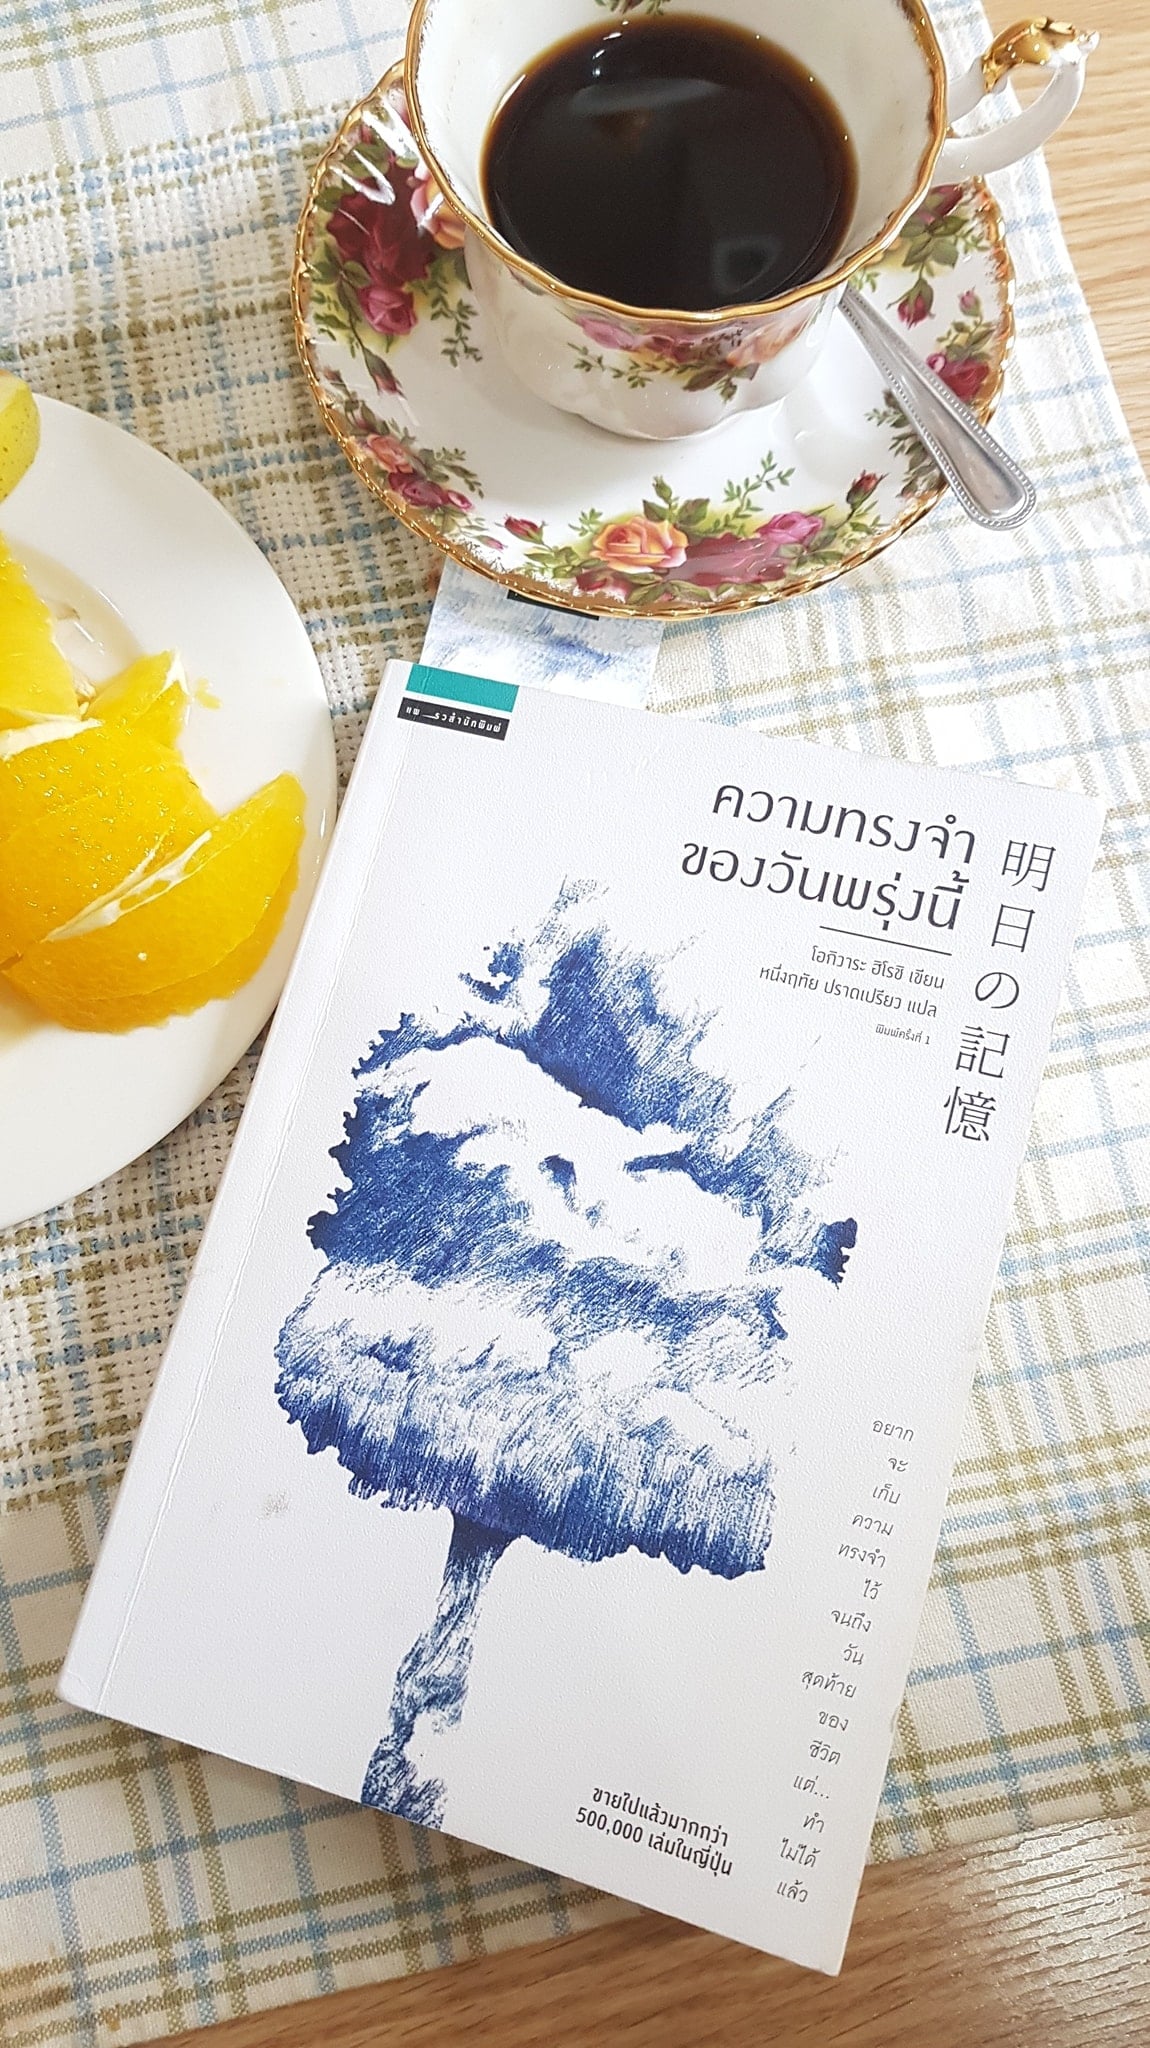 แพรวสำนักพิมพ์
ความทรงจำ
ของวันพรุ่งนี้
明日の記憶
โอกิวาระ ฮิโรชิ เขียน
หนึ่งฤทัย ปราดเปรียว แปล
พิมพ์ครั้งที่ 1
อยาก
จะ
เก็บ
ความ
ทรงจำ
ไว้
จนถึง
วัน
สุดท้าย
ของ
ชีวิต
แต่...
ทำ
ไม่ได้
แล้ว
ขายไปแล้วมากกว่า
500,000 เล่มในญี่ปุ่น